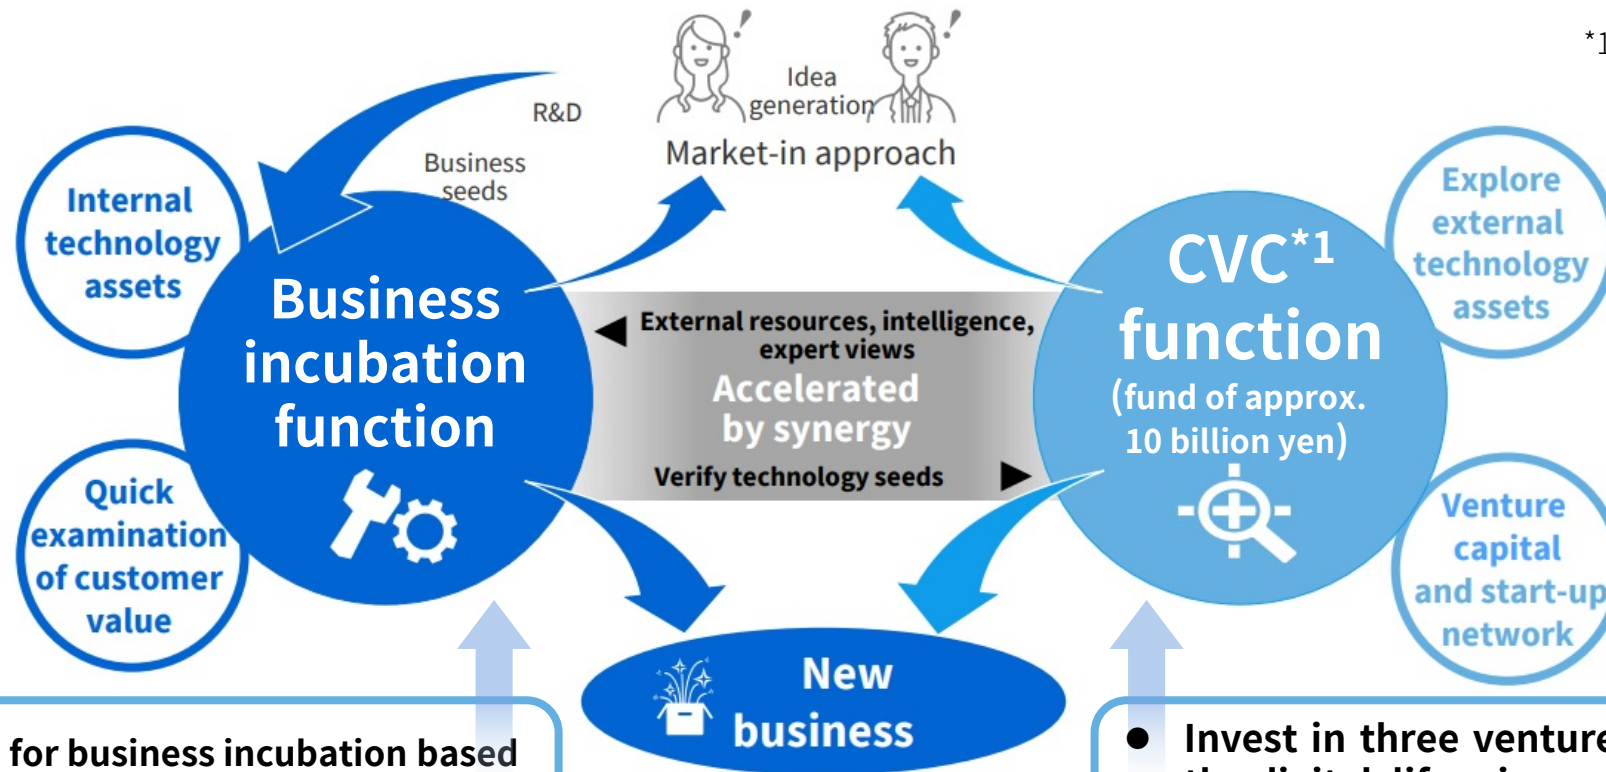 *1
Idea
generation
R&D
Market-in approach
Business
seeds
Internal
technology
assets
Explore
external
technology
assets
Business
incubation
function
CVC*1
function
(fund of approx.
10 billion yen)
External resources, intelligence,
expert views
Accelerated
by synergy
Verify technology seeds
Quick
examination
of customer
value
Venture
capital
and start-up
network
New
business
for business incubation based
● Invest in three venture